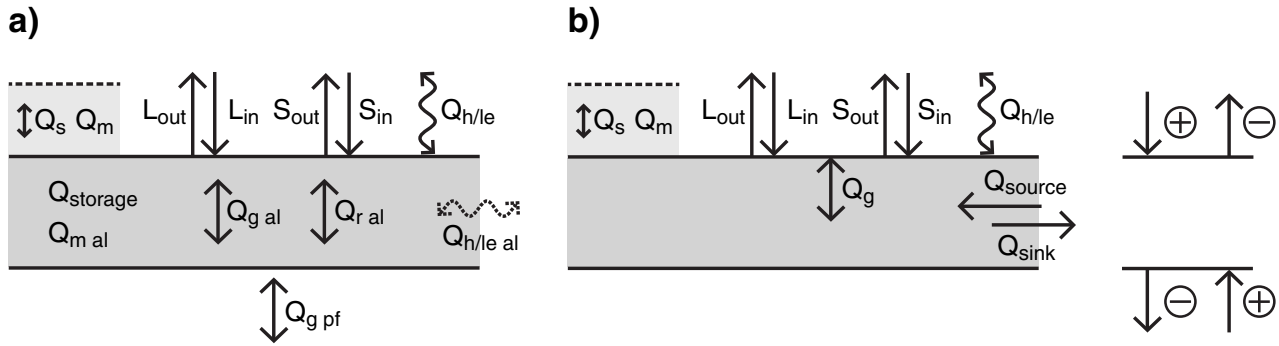 a)
Q_s Q_m
L_out L_in S_out S_in Q_h/le
Q_storage
Q_m al
Q_g al
Q_r al
Q_h/le al
Q_g pf
b)
Q_s Q_m
L_out L_in S_out S_in Q_h/le
Q_g
Q_source
Q_sink
+ −
− +